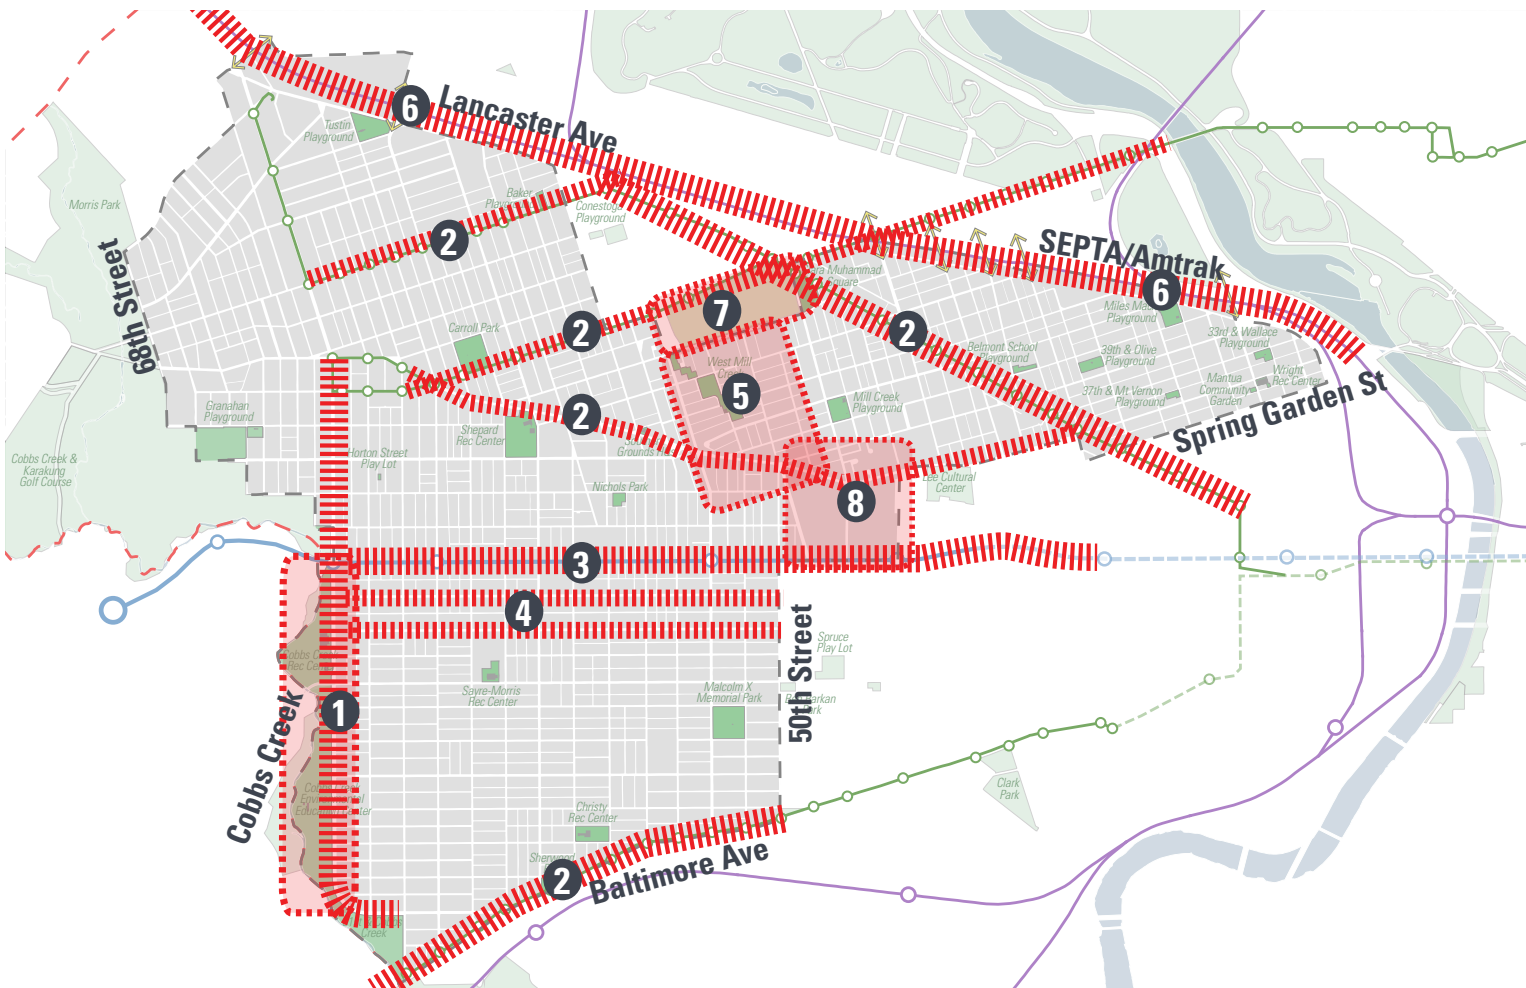 6
Lancaster Ave
Tustin
Playground
Morris Park
Baker
Playground
Conestoga
Playground
2
68th Street
SEPTA/Amtrak
6
Square
7
2
2
Carroll Park
Miles Mack
Playground
33rd & Wallace
Playground
Belmont School
Playground
39th & Olive
Playground
West Mill
Creek
5
Wright
Rec Center
Mantua
Community
Garden
37th & Mt Vernon
Playground
Mill Creek
Playground
Spring Garden St
Granahan
Playground
2
Shepard
Rec Center
Horton Street
Play Lot
Cobbs Creek &
Karakung
Golf Course
Nichols Park
Lee Cultural
Center
8
3
4
50th Street
Spruce
Play Lot
Sayre-Morris
Rec Center
Malcolm X
Memorial Park
Park
1
Cobbs Creek
Clark
Park
Christy
Rec Center
2
Baltimore Ave
Creek